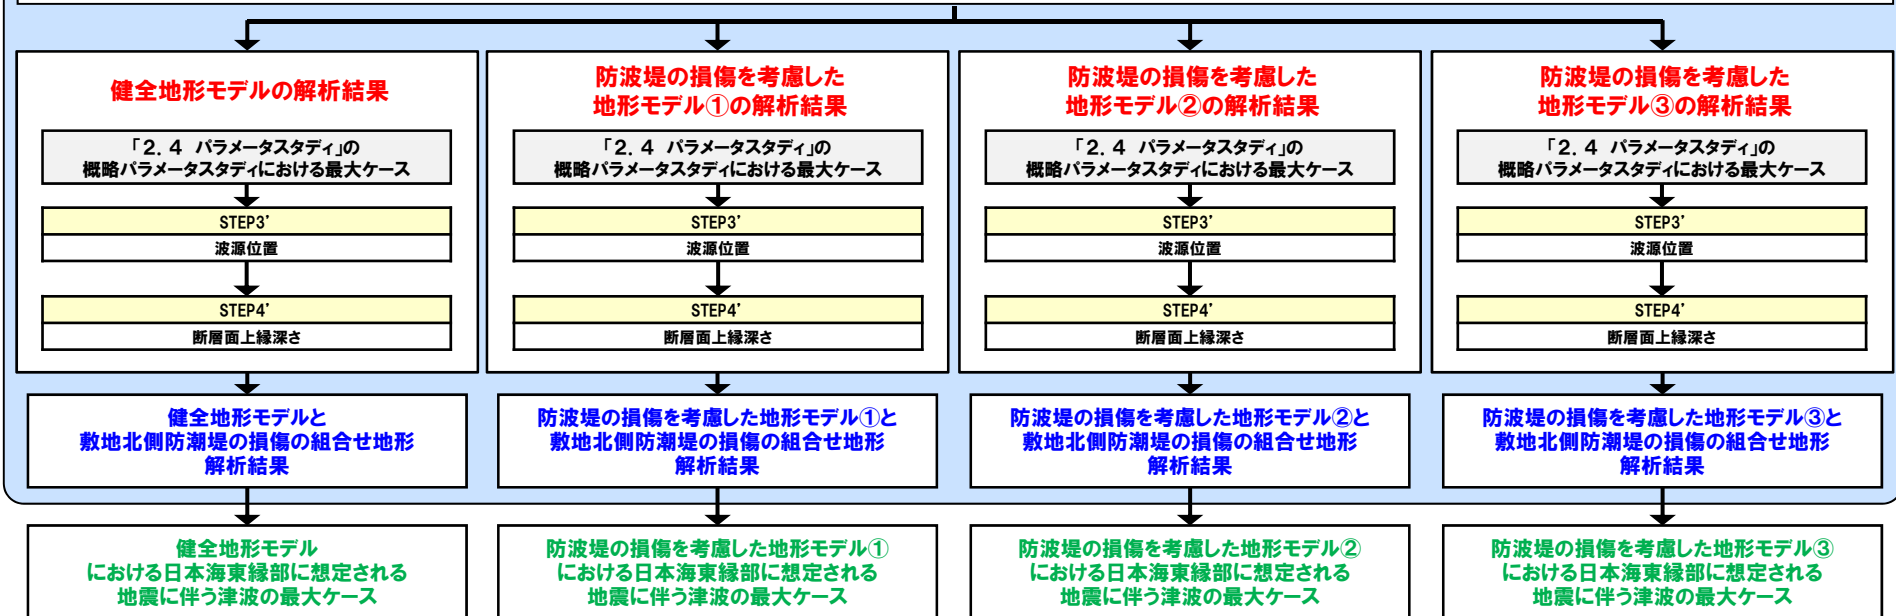 健全地形モデルの解析結果
「2.4 パラメータスタディ」の
概略パラメータスタディにおける最大ケース
STEP3’
波源位置
STEP4’
断層面上縁深さ
健全地形モデルと
敷地北側防潮堤の損傷の組合せ地形
解析結果
健全地形モデル
における日本海東縁部に想定される
地震に伴う津波の最大ケース
防波堤の損傷を考慮した
地形モデル①の解析結果
「2.4 パラメータスタディ」の
概略パラメータスタディにおける最大ケース
STEP3’
波源位置
STEP4’
断層面上縁深さ
防波堤の損傷を考慮した地形モデル①と
敷地北側防潮堤の損傷の組合せ地形
解析結果
防波堤の損傷を考慮した地形モデル①
における日本海東縁部に想定される
地震に伴う津波の最大ケース
防波堤の損傷を考慮した
地形モデル②の解析結果
「2.4 パラメータスタディ」の
概略パラメータスタディにおける最大ケース
STEP3’
波源位置
STEP4’
断層面上縁深さ
防波堤の損傷を考慮した地形モデル②と
敷地北側防潮堤の損傷の組合せ地形
解析結果
防波堤の損傷を考慮した地形モデル②
における日本海東縁部に想定される
地震に伴う津波の最大ケース
防波堤の損傷を考慮した
地形モデル③の解析結果
「2.4 パラメータスタディ」の
概略パラメータスタディにおける最大ケース
STEP3’
波源位置
STEP4’
断層面上縁深さ
防波堤の損傷を考慮した地形モデル③と
敷地北側防潮堤の損傷の組合せ地形
解析結果
防波堤の損傷を考慮した地形モデル③
における日本海東縁部に想定される
地震に伴う津波の最大ケース